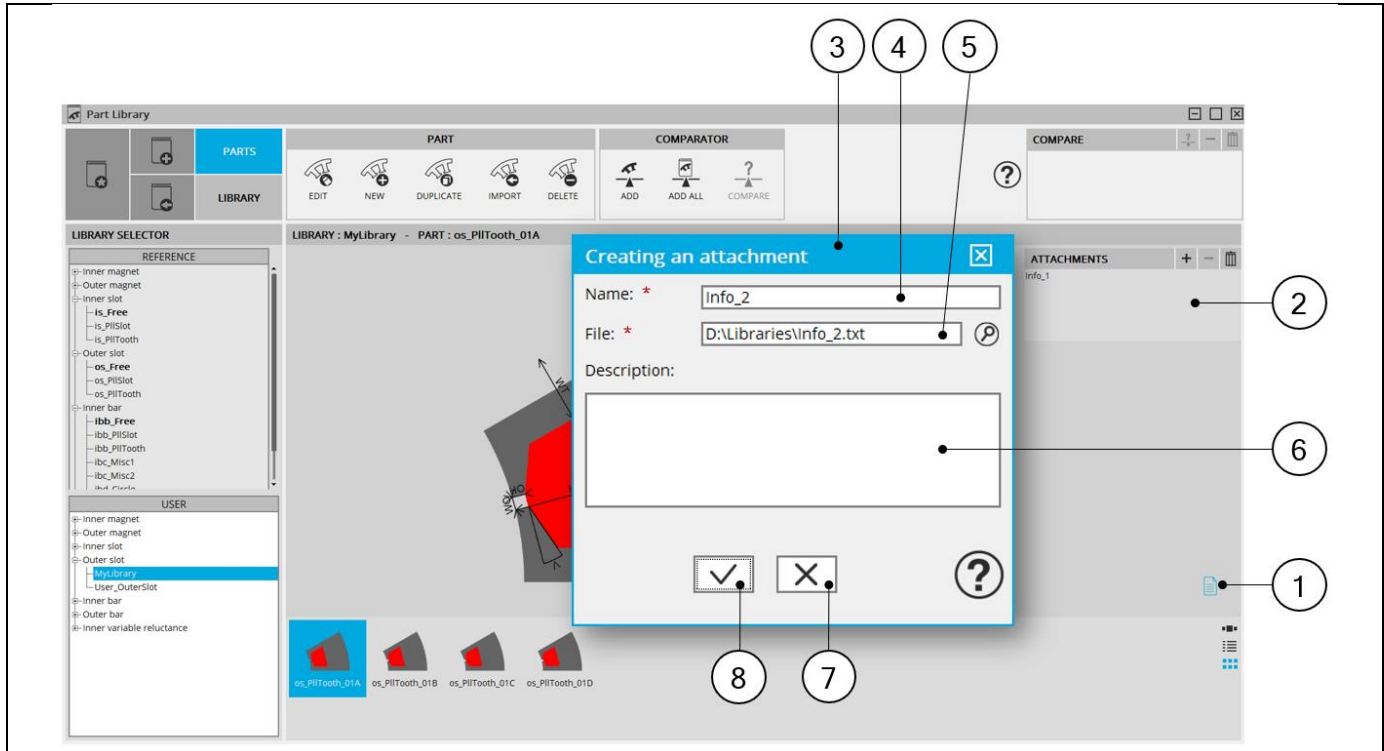 3 4 5
Part Library
PARTS
LIBRARY
PART
EDIT NEW DUPLICATE IMPORT DELETE
COMPARATOR
ADD ADD ALL COMPARE
?
COMPARE
LIBRARY SELECTOR
REFERENCE
Inner magnet
Outer magnet
Inner slot
is_Free
is_PllSlot
is_PllTooth
Outer slot
os_Free
os_PllSlot
os_PllTooth
Inner bar
ibb_Free
ibb_PllSlot
ibb_PllTooth
ibc_Misc1
ibc_Misc2
ibd_Circle
USER
Inner magnet
Outer magnet
Inner slot
Outer slot
MyLibrary
User_OuterSlot
Inner bar
Outer bar
Inner variable reluctance
LIBRARY : MyLibrary - PART : os_PllTooth_01A
WT
HO
WO
Creating an attachment
Name: * Info_2
File: * D:\Libraries\Info_2.txt
Description:
?
ATTACHMENTS + -
Info_1
2
6
1
8 7
os_PllTooth_01A os_PllTooth_01B os_PllTooth_01C os_PllTooth_01D